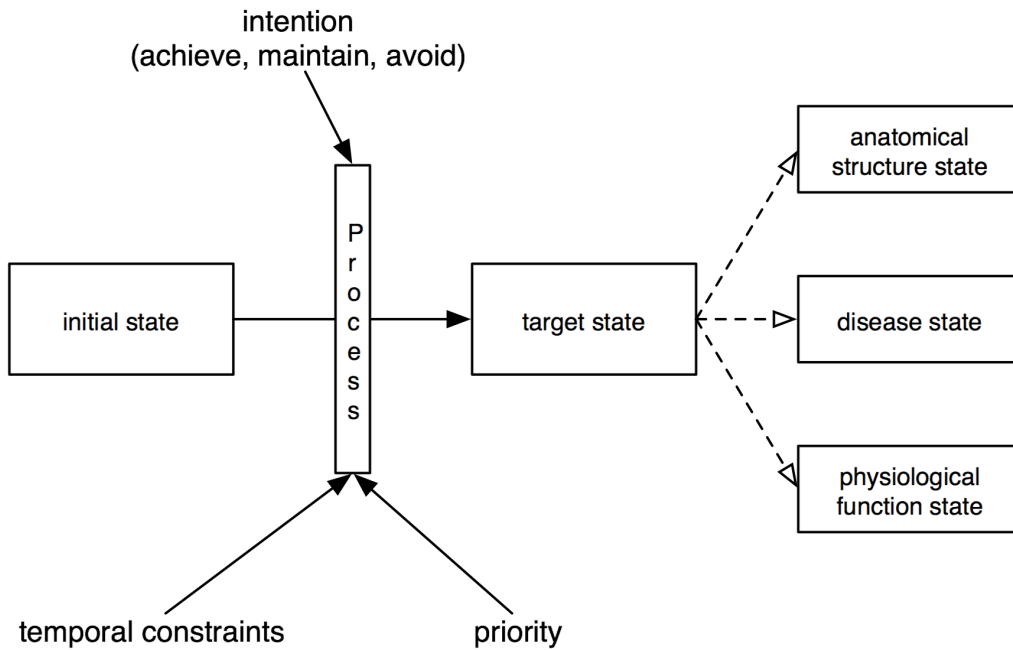 intention
(achieve, maintain, avoid)
anatomical
structure state
Process
initial state
target state
disease state
physiological
function state
temporal constraints
priority